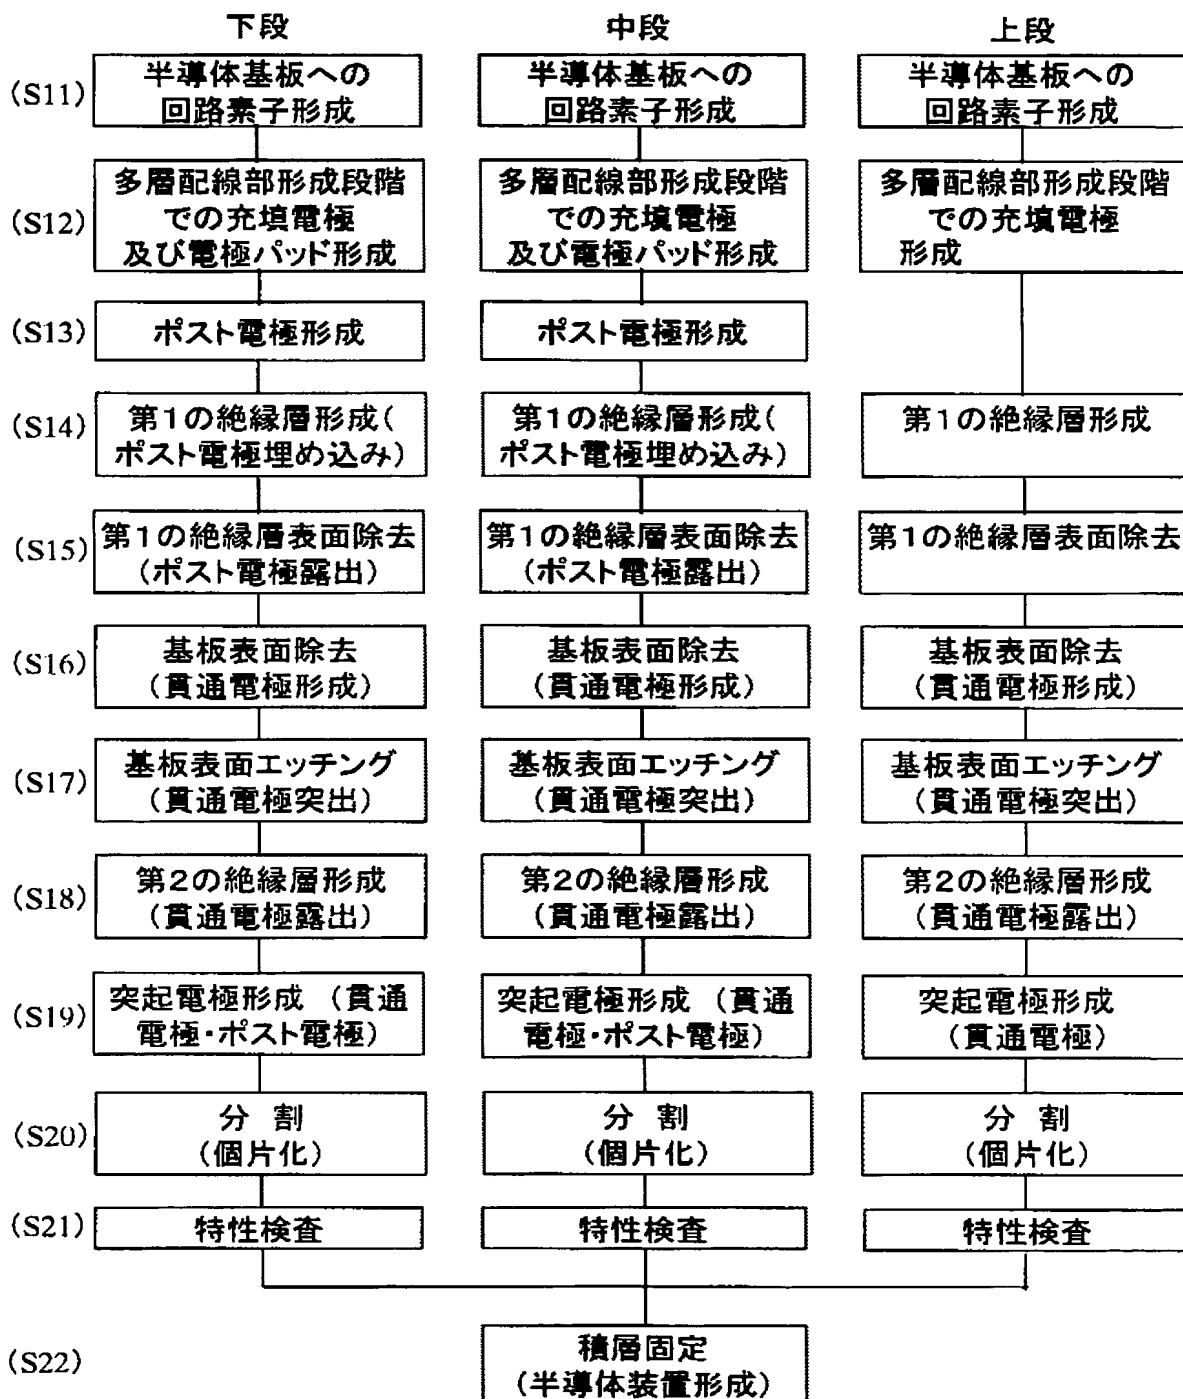 下段
中段
上段
(S11)
半導体基板への
回路素子形成
半導体基板への
回路素子形成
半導体基板への
回路素子形成
(S12)
多層配線部形成段階
での充填電極
及び電極パッド形成
多層配線部形成段階
での充填電極
及び電極パッド形成
多層配線部形成段階
での充填電極
形成
(S13)
ポスト電極形成
ポスト電極形成
(S14)
第1の絶縁層形成(
ポスト電極埋め込み)
第1の絶縁層形成(
ポスト電極埋め込み)
第1の絶縁層形成
(S15)
第1の絶縁層表面除去
(ポスト電極露出)
第1の絶縁層表面除去
(ポスト電極露出)
第1の絶縁層表面除去
(S16)
基板表面除去
(貫通電極形成)
基板表面除去
(貫通電極形成)
基板表面除去
(貫通電極形成)
(S17)
基板表面エッチング
(貫通電極突出)
基板表面エッチング
(貫通電極突出)
基板表面エッチング
(貫通電極突出)
(S18)
第2の絶縁層形成
(貫通電極露出)
第2の絶縁層形成
(貫通電極露出)
第2の絶縁層形成
(貫通電極露出)
(S19)
突起電極形成 (貫通
電極・ポスト電極)
突起電極形成 (貫通
電極・ポスト電極)
突起電極形成
(貫通電極)
(S20)
分 割
(個片化)
分 割
(個片化)
分 割
(個片化)
(S21)
特性検査
特性検査
特性検査
(S22)
積層固定
(半導体装置形成)